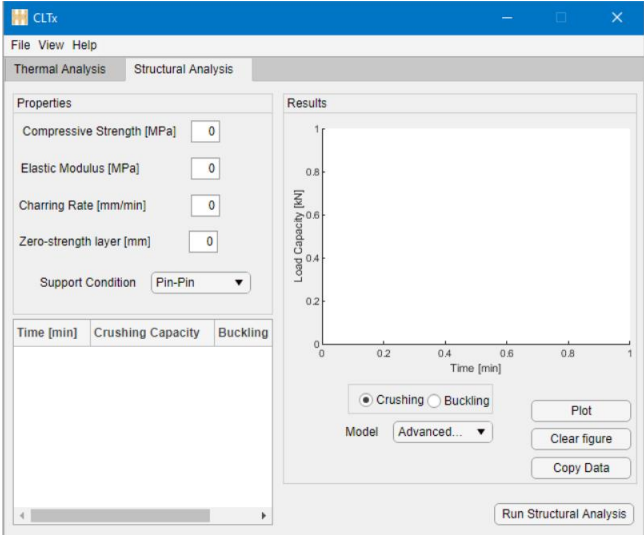 CLTx
File View Help
Thermal Analysis Structural Analysis
Properties
Compressive Strength [MPa] 0
Elastic Modulus [MPa] 0
Charring Rate [mm/min] 0
Zero-strength layer [mm] 0
Support Condition Pin-Pin
Time [min] Crushing Capacity Buckling
Results
1
0.8
0.6
0.4
0.2
0
Load Capacity [kN]
0 0.2 0.4 0.6 0.8 1
Time [min]
Crushing Buckling
Model Advanced...
Plot
Clear figure
Copy Data
Run Structural Analysis